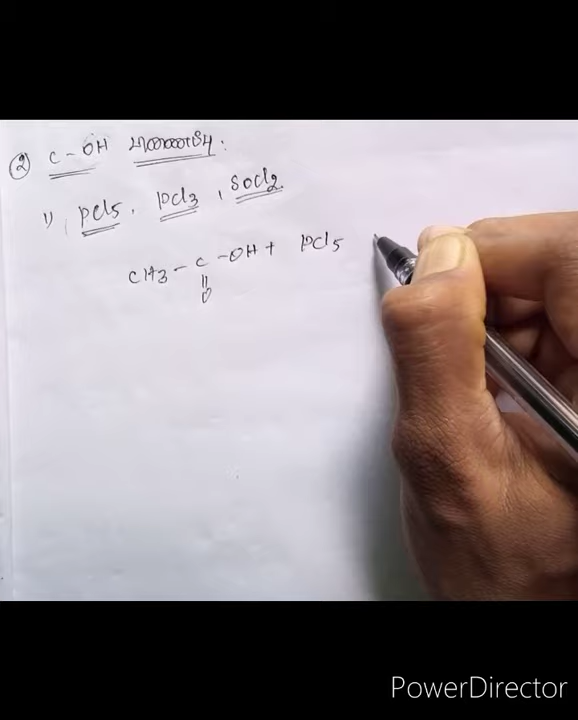 ② C - OH
1) PCl5, PCl3, SOCl2
CH3 - C - OH + PCl5
||
O
PowerDirector